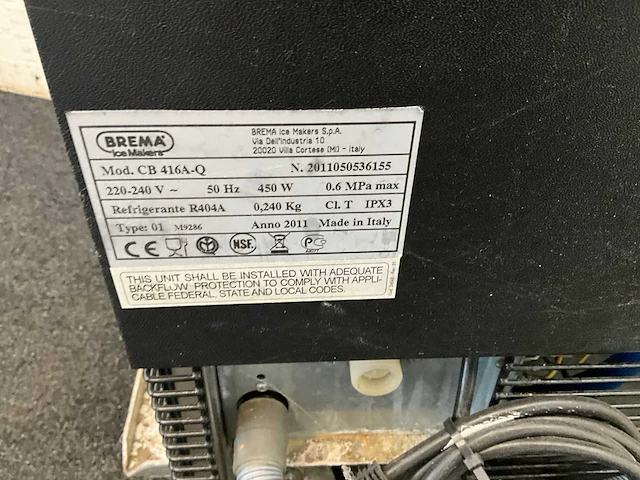 BREMA
Ice Makers
BREMA Ice Makers S.p.A.
Via Dell'Industria 10
20020 Villa Cortese (MI) - Italy
Mod. CB 416A-Q N. 2011050536155
220-240 V ~ 50 Hz 450 W 0.6 MPa max
Refrigerante R404A 0,240 Kg Cl. T IPX3
Type: 01 M9286 Anno 2011 Made in Italy
CE NSF.
THIS UNIT SHALL BE INSTALLED WITH ADEQUATE
BACKFLOW PROTECTION TO COMPLY WITH APPLI-
CABLE FEDERAL, STATE AND LOCAL CODES.